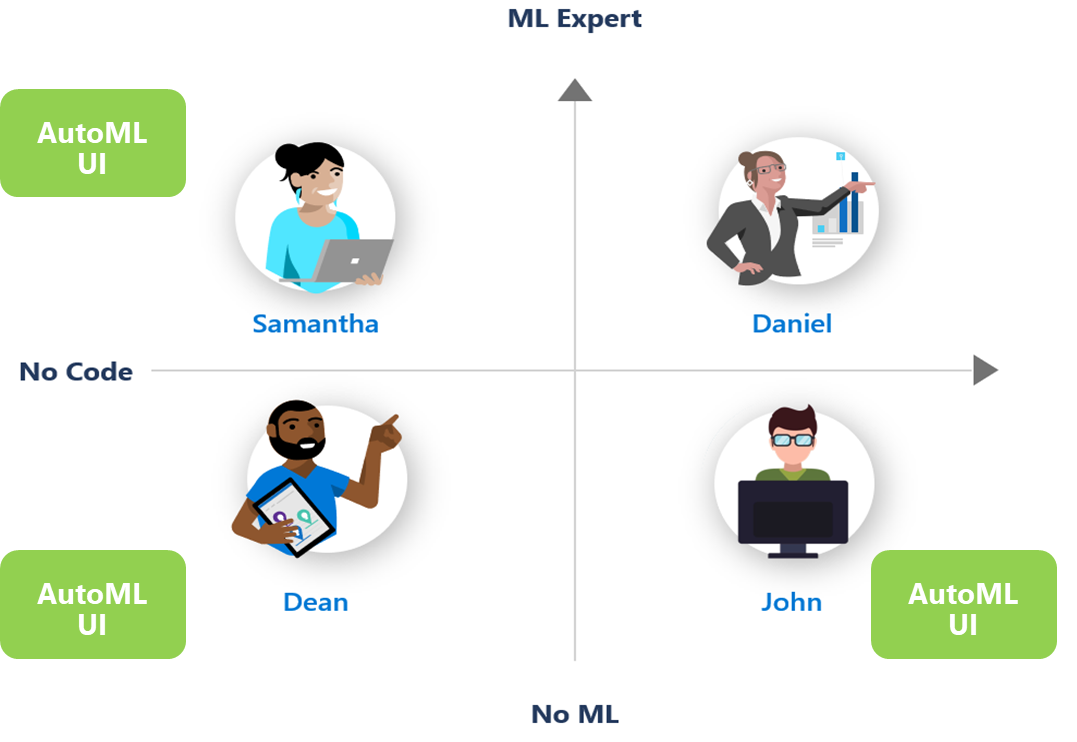 ML Expert
AutoML
UI
Samantha
Daniel
No Code
Dean
John
AutoML
UI
AutoML
UI
No ML